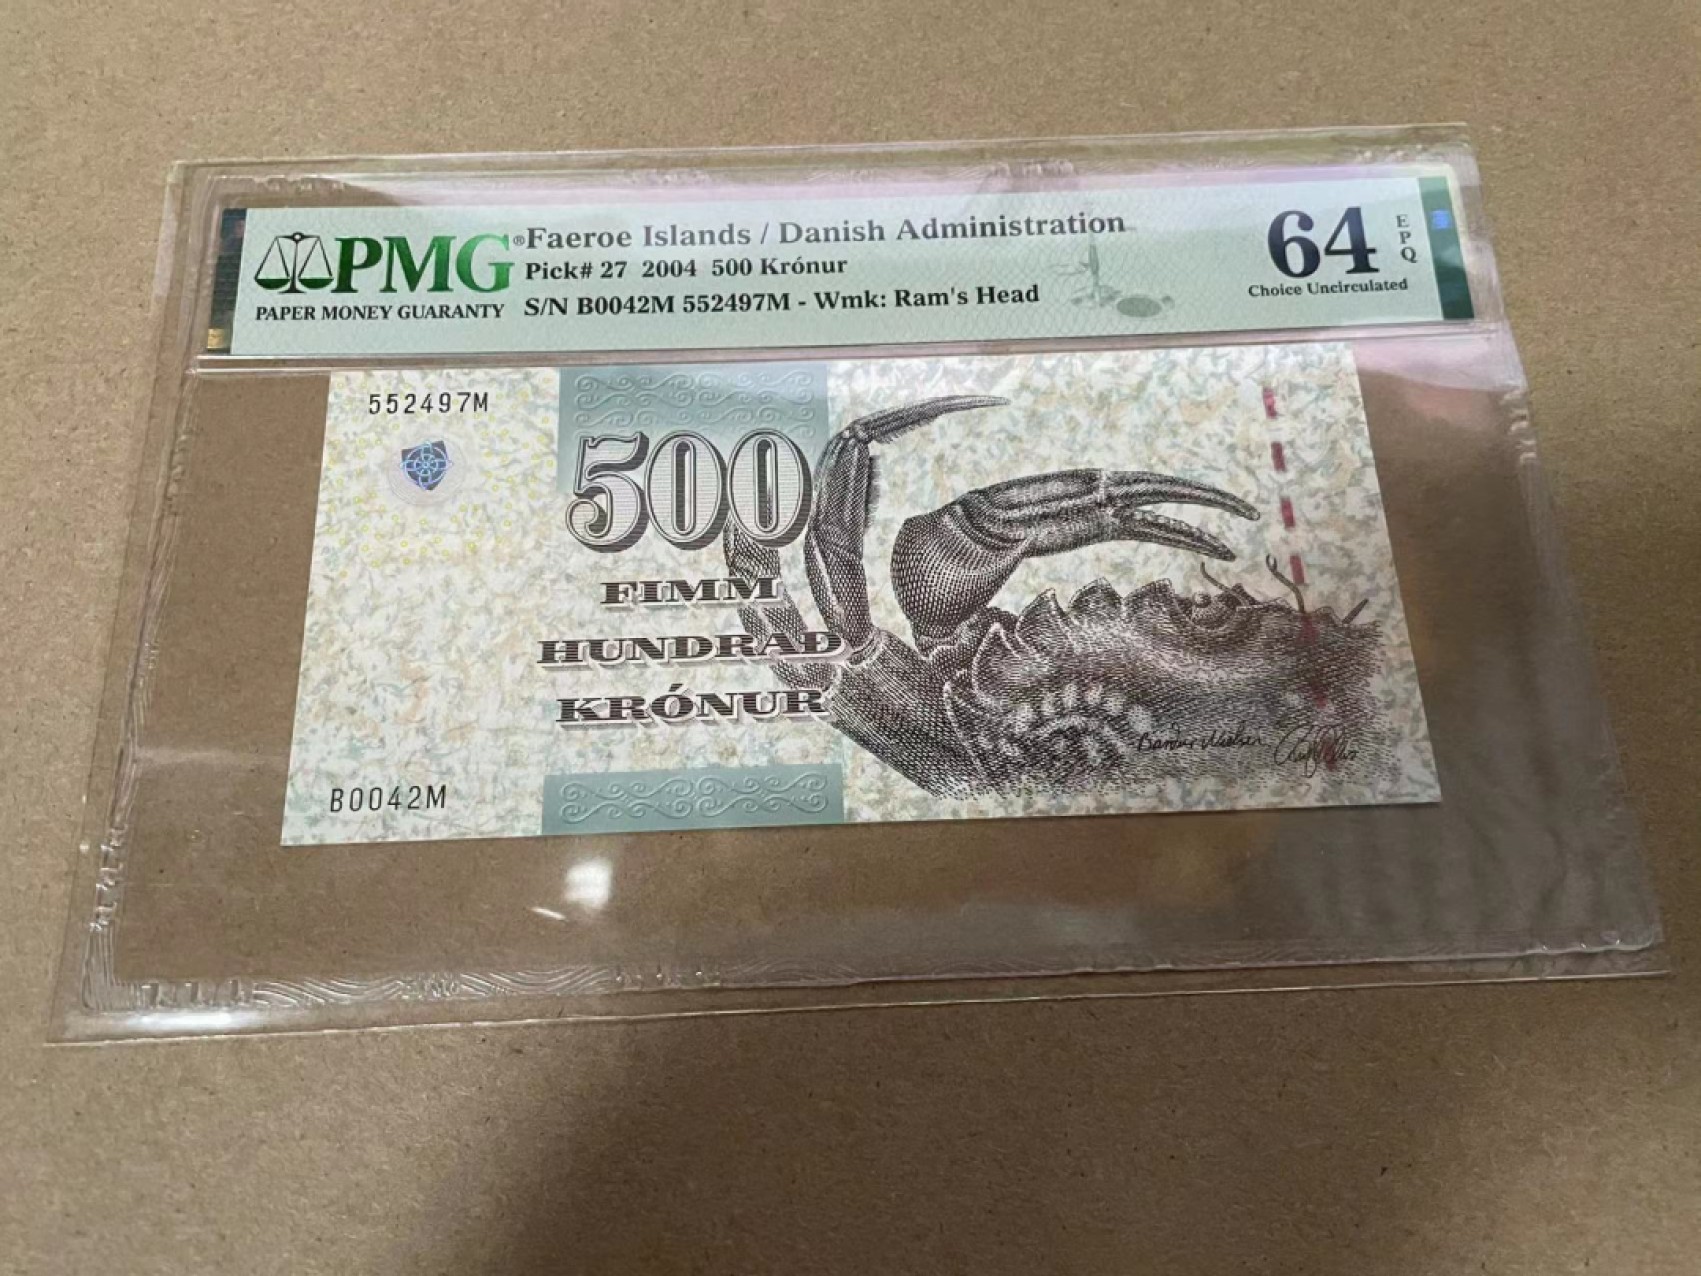 PMG®
PAPER MONEY GUARANTY
Faeroe Islands / Danish Administration
Pick# 27 2004 500 Krónur
S/N B0042M 552497M - Wmk: Ram's Head
64
EPQ
Choice Uncirculated
552497M
500
FIMM
HUNDRAÐ
KRÓNUR
B0042M